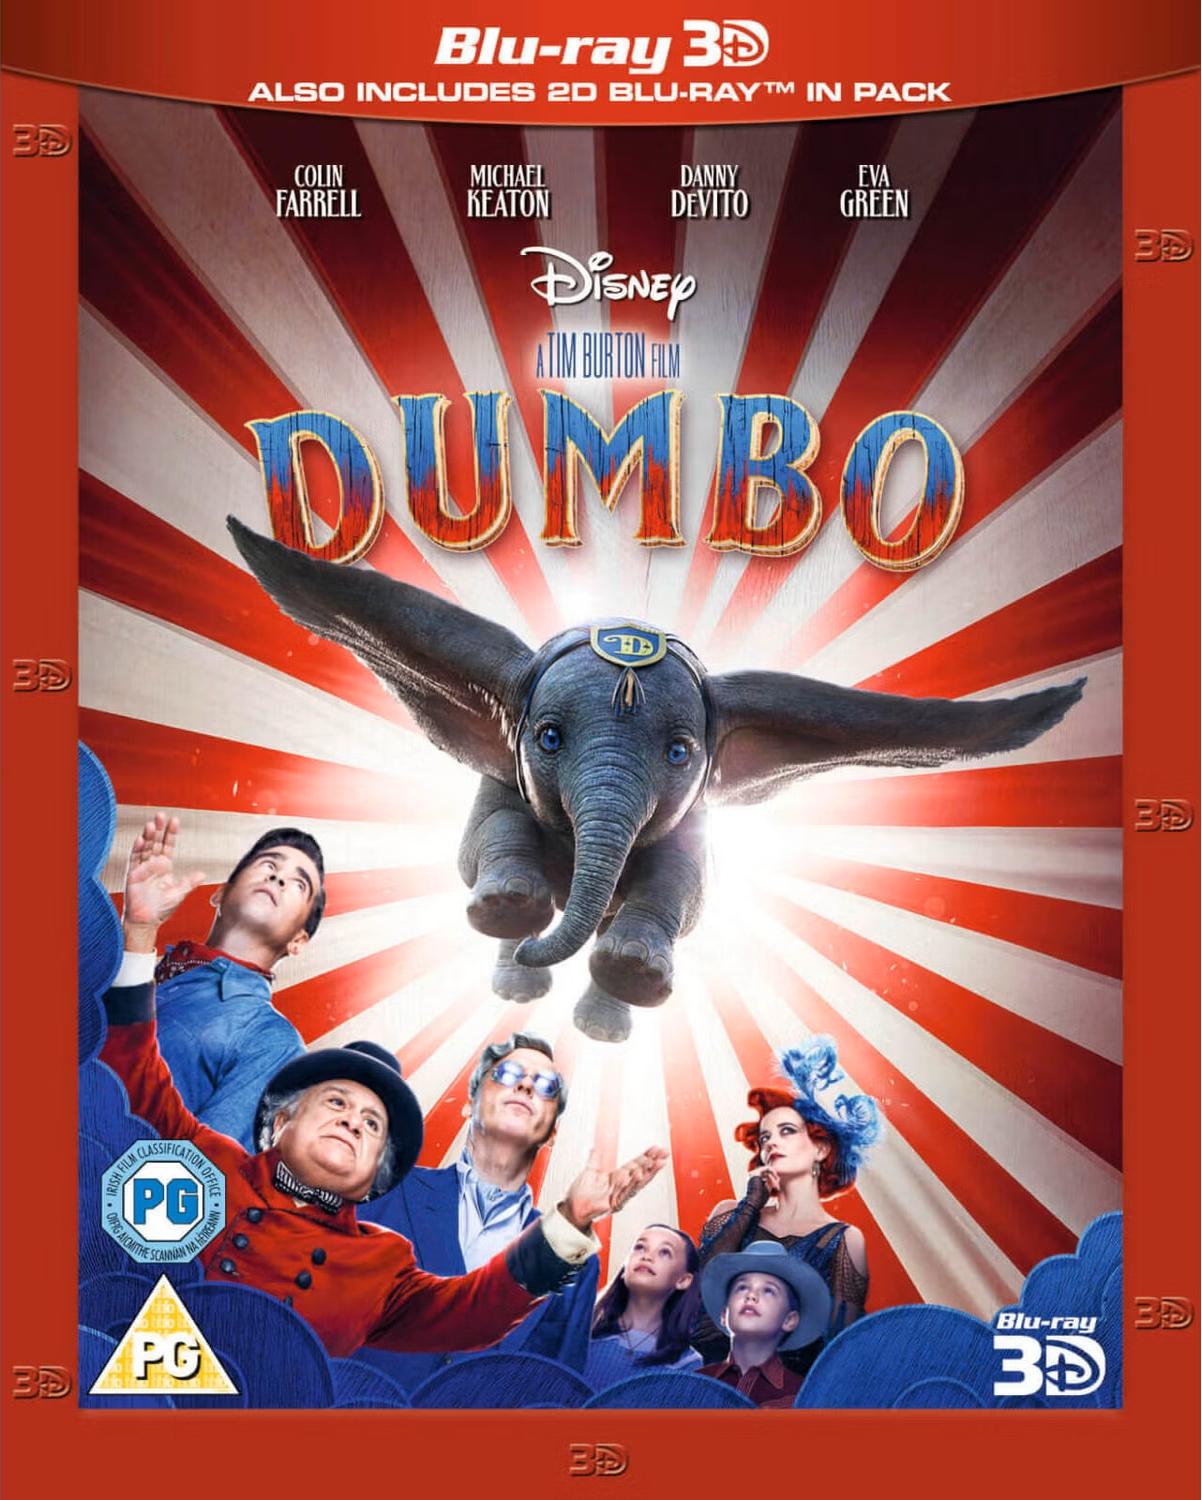 Blu-ray 3D
ALSO INCLUDES 2D BLU-RAY™ IN PACK
3D
3D
COLIN FARRELL
MICHAEL KEATON
DANNY DeVITO
EVA GREEN
Disney
A TIM BURTON FILM
DUMBO
D
3D
3D
IRISH FILM CLASSIFICATION OFFICE
PG
OIFIG AICMITHE SCANNÁN NA hÉIREANN
PG
Blu-ray
3D
3D
3D
3D